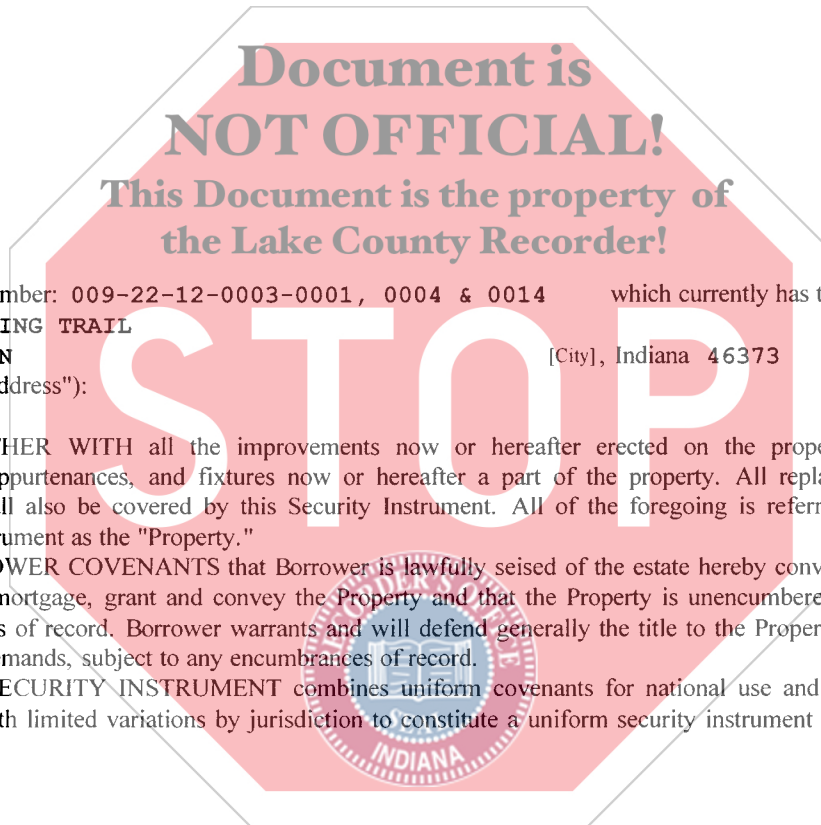 Document is
NOT OFFICIAL!
This Document is the property of
the Lake County Recorder!
mber: 009-22-12-0003-0001, 0004 & 0014 which currently has t
ING TRAIL
N [City], Indiana 46373
ddress"):
STOP
HER WITH all the improvements now or hereafter erected on the prope
ppurtenances, and fixtures now or hereafter a part of the property. All repla
ll also be covered by this Security Instrument. All of the foregoing is referr
rument as the "Property."
OWER COVENANTS that Borrower is lawfully seised of the estate hereby conv
mortgage, grant and convey the Property and that the Property is unencumbere
s of record. Borrower warrants and will defend generally the title to the Proper
mands, subject to any encumbrances of record.
ECURITY INSTRUMENT combines uniform covenants for national use and
th limited variations by jurisdiction to constitute a uniform security instrument
RECORDER'S OFFICE
SEAL
INDIANA